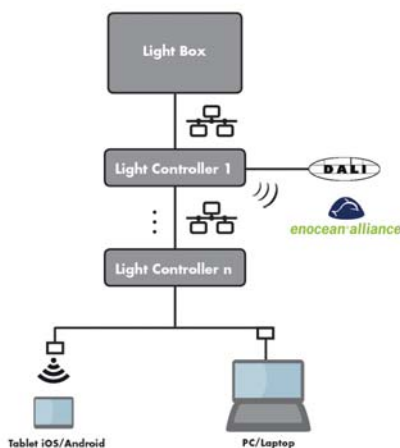 Light Box
Light Controller 1
DALI
enocean alliance
Light Controller n
Tablet iOS/Android
PC/Laptop